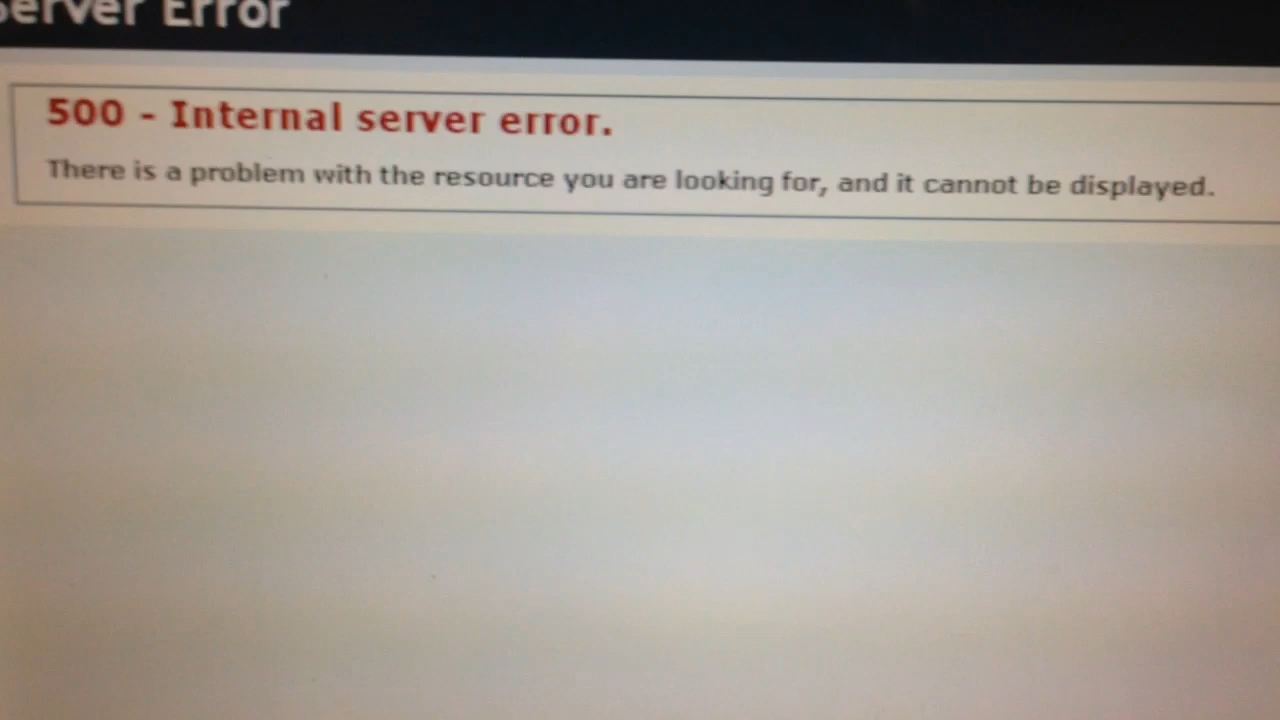 Server Error
500 - Internal server error.
There is a problem with the resource you are looking for, and it cannot be displayed.